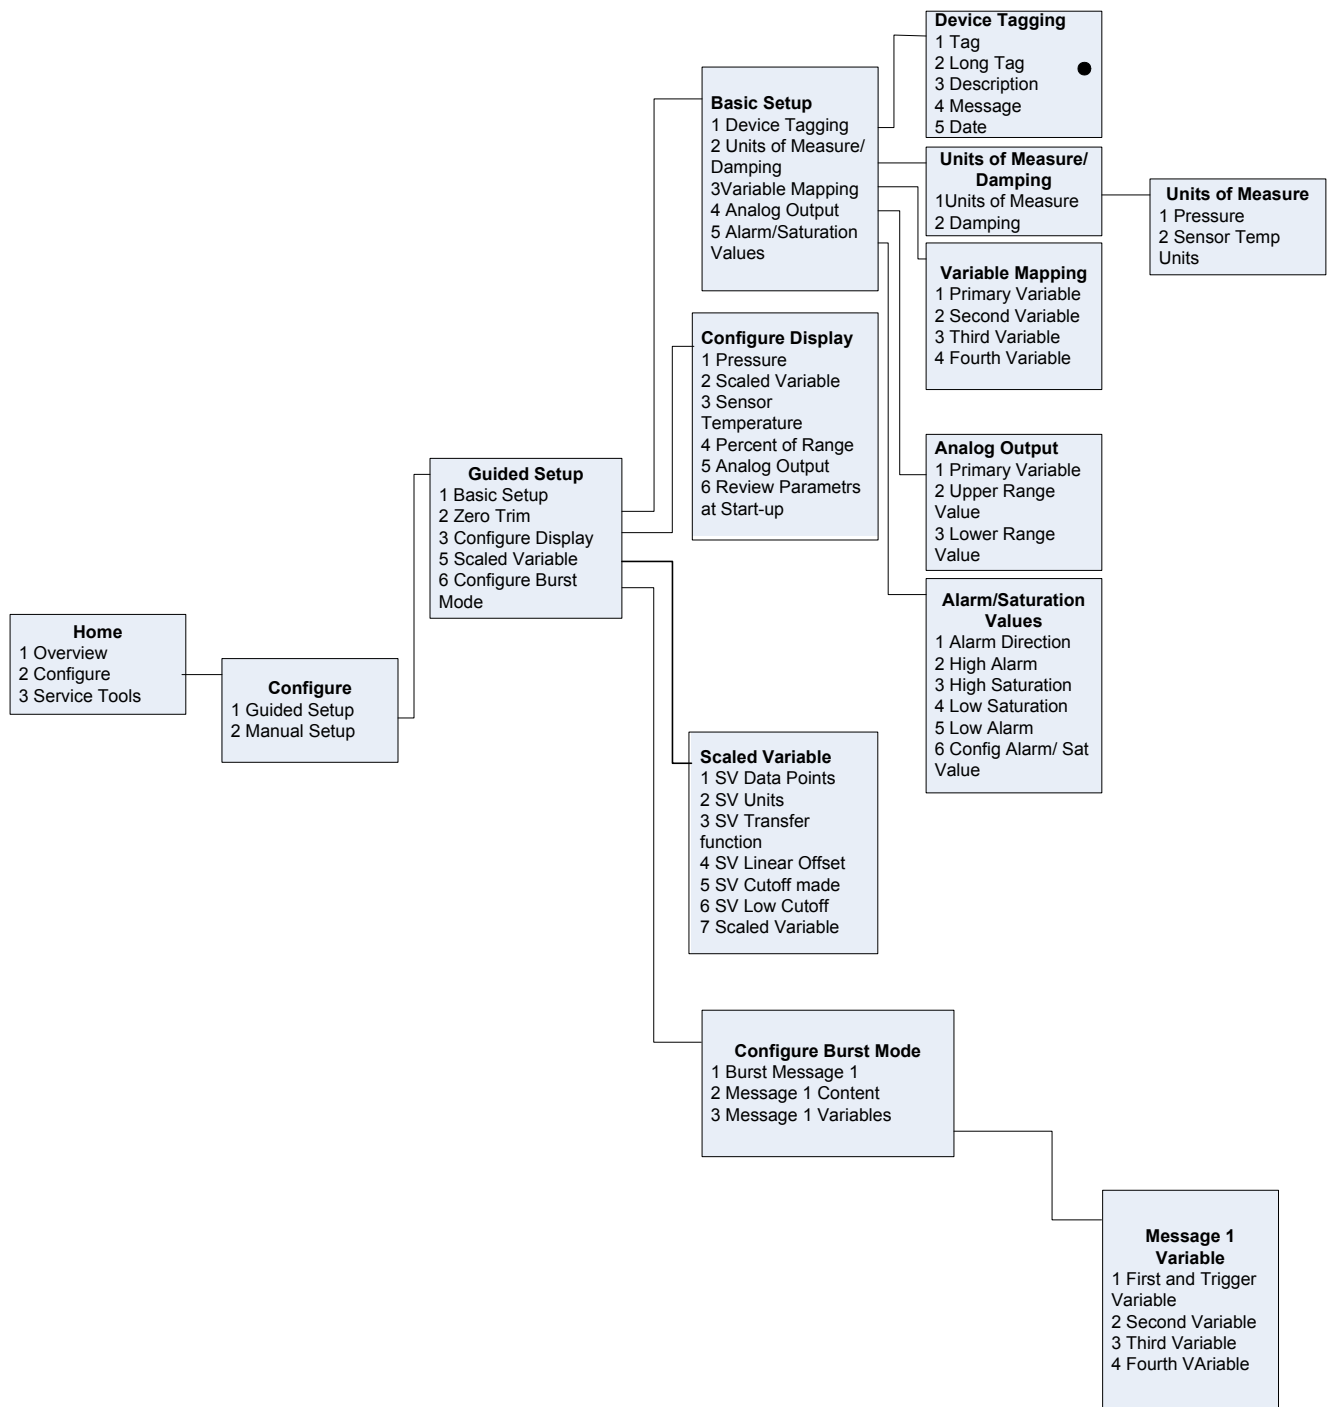 Home
1 Overview
2 Configure
3 Service Tools
Configure
1 Guided Setup
2 Manual Setup
Guided Setup
1 Basic Setup
2 Zero Trim
3 Configure Display
5 Scaled Variable
6 Configure Burst
Mode
Basic Setup
1 Device Tagging
2 Units of Measure/
Damping
3Variable Mapping
4 Analog Output
5 Alarm/Saturation
Values
Configure Display
1 Pressure
2 Scaled Variable
3 Sensor
Temperature
4 Percent of Range
5 Analog Output
6 Review Parametrs
at Start-up
Scaled Variable
1 SV Data Points
2 SV Units
3 SV Transfer
function
4 SV Linear Offset
5 SV Cutoff made
6 SV Low Cutoff
7 Scaled Variable
Configure Burst Mode
1 Burst Message 1
2 Message 1 Content
3 Message 1 Variables
Device Tagging
1 Tag
2 Long Tag
3 Description
4 Message
5 Date
Units of Measure/
Damping
1Units of Measure
2 Damping
Variable Mapping
1 Primary Variable
2 Second Variable
3 Third Variable
4 Fourth Variable
Analog Output
1 Primary Variable
2 Upper Range
Value
3 Lower Range
Value
Alarm/Saturation
Values
1 Alarm Direction
2 High Alarm
3 High Saturation
4 Low Saturation
5 Low Alarm
6 Config Alarm/ Sat
Value
Units of Measure
1 Pressure
2 Sensor Temp
Units
Message 1
Variable
1 First and Trigger
Variable
2 Second Variable
3 Third Variable
4 Fourth VAriable